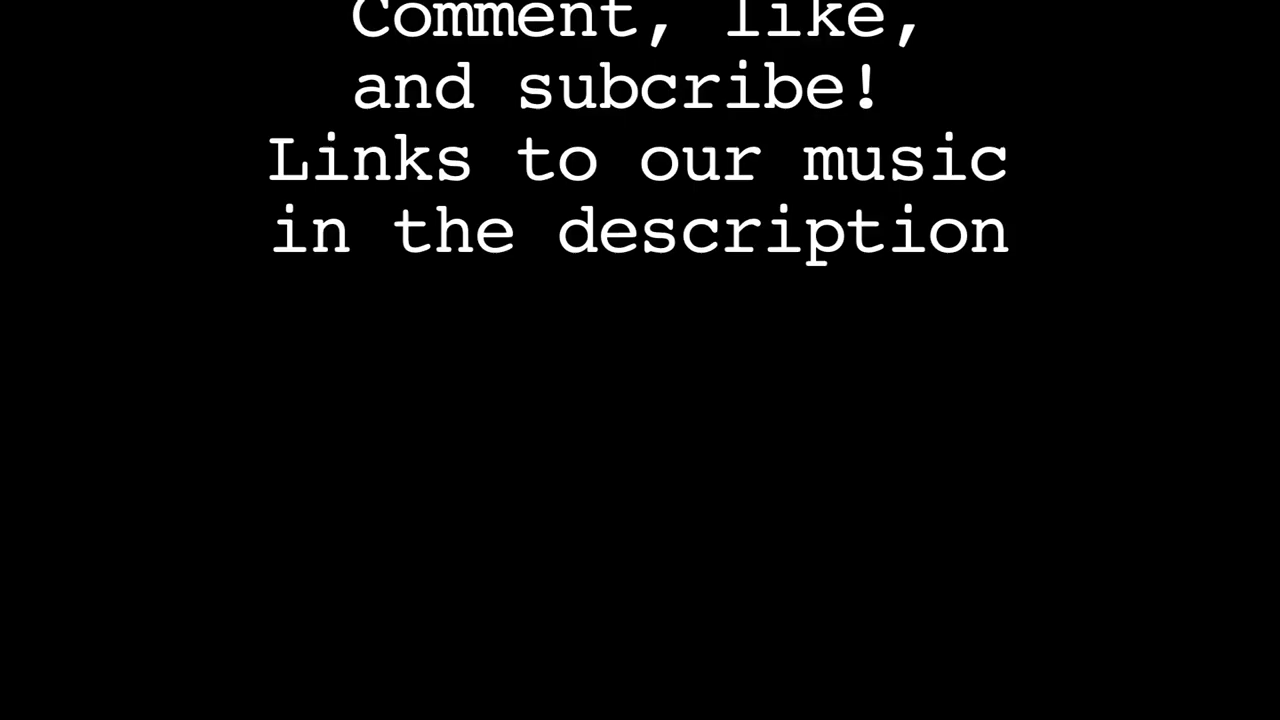 Comment, like,
and subcribe!
Links to our music
in the description